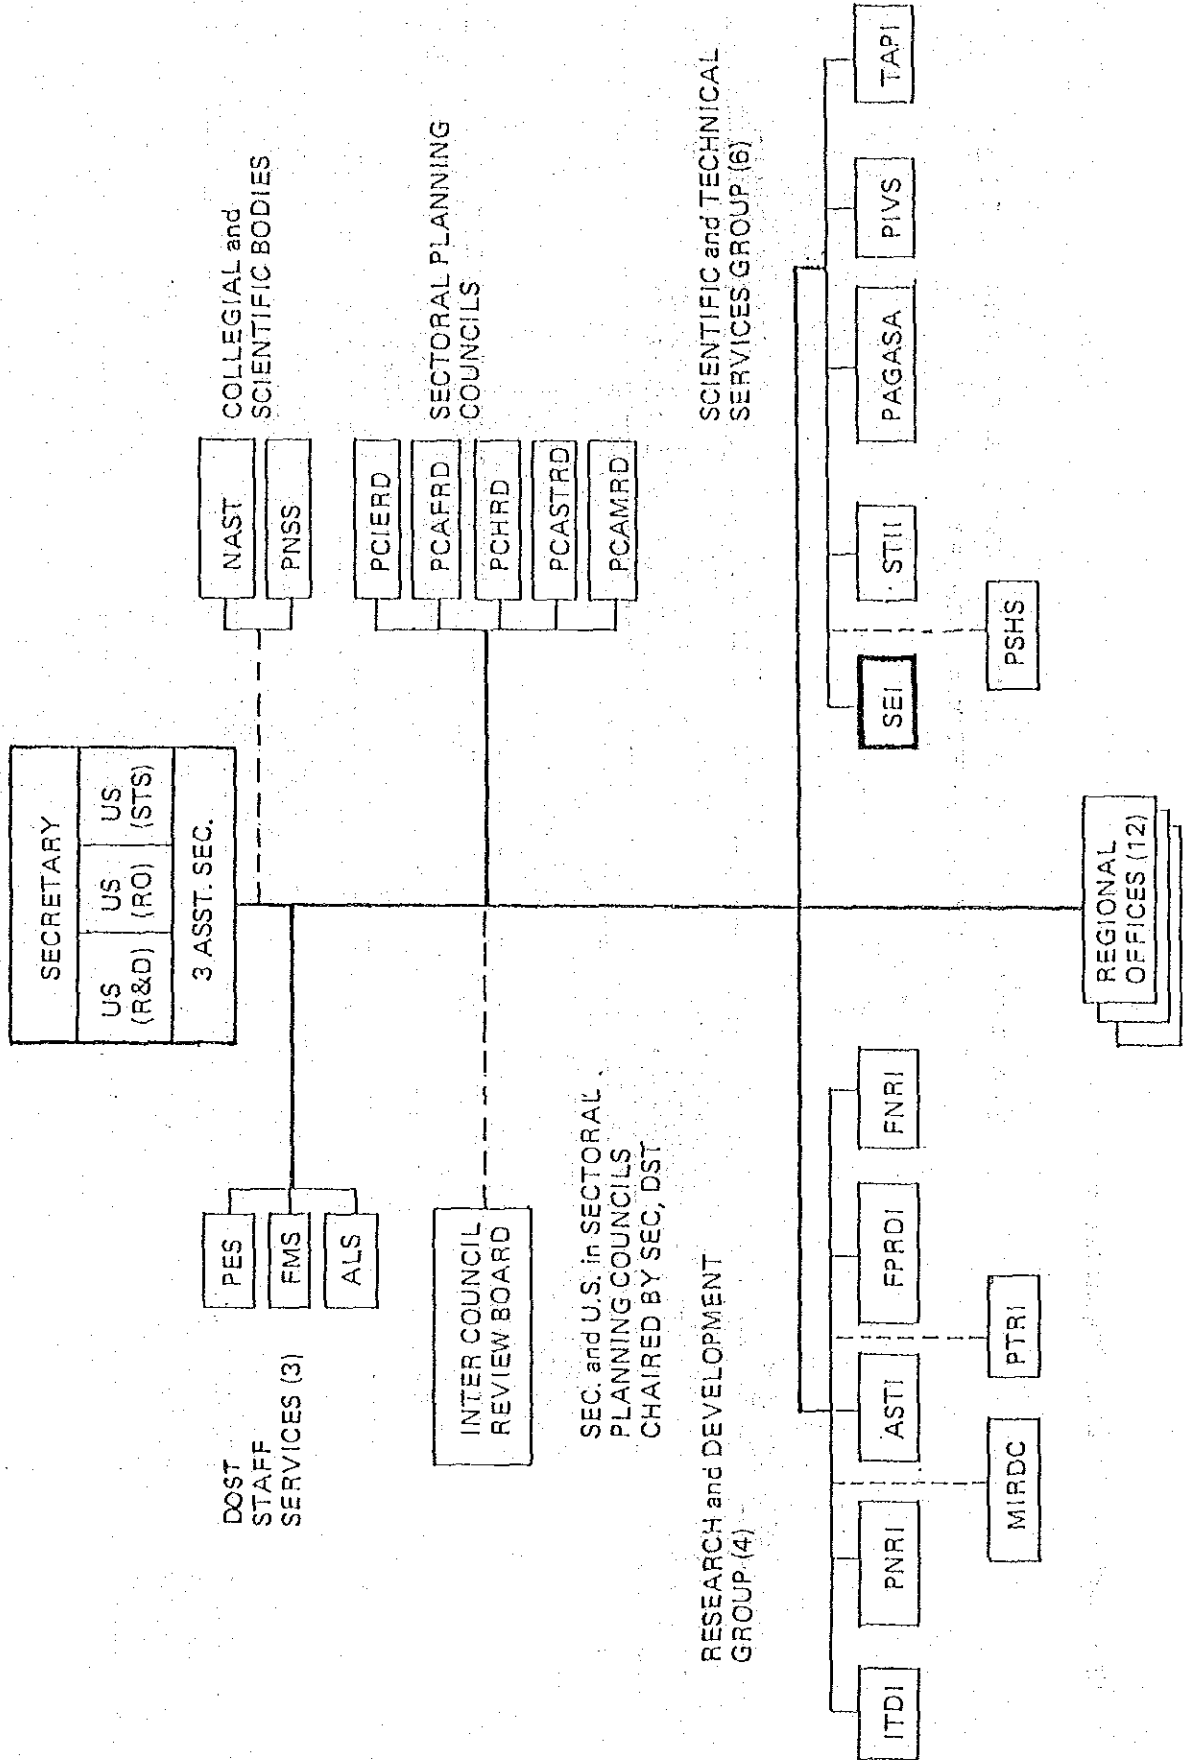 SECRETARY
US
(R&D)
US
(RO)
US
(STS)
3 ASST. SEC.
DOST
STAFF
SERVICES (3)
PES
FMS
ALS
NAST
PNSS
COLLEGIAL and
SCIENTIFIC BODIES
INTER COUNCIL
REVIEW BOARD
PCIERD
PCAFRD
PCHRD
PCASTRD
PCAMRD
SECTORAL PLANNING
COUNCILS
SEC. and U.S. in SECTORAL
PLANNING COUNCILS
CHAIRED BY SEC, DST
RESEARCH and DEVELOPMENT
GROUP (4)
SCIENTIFIC and TECHNICAL
SERVICES GROUP (6)
ITDI
PNRI
ASTI
FPRDI
FNRI
SEI
STII
PAGASA
PIVS
TAPI
MIRDC
PTRI
PSHS
REGIONAL
OFFICES (12)